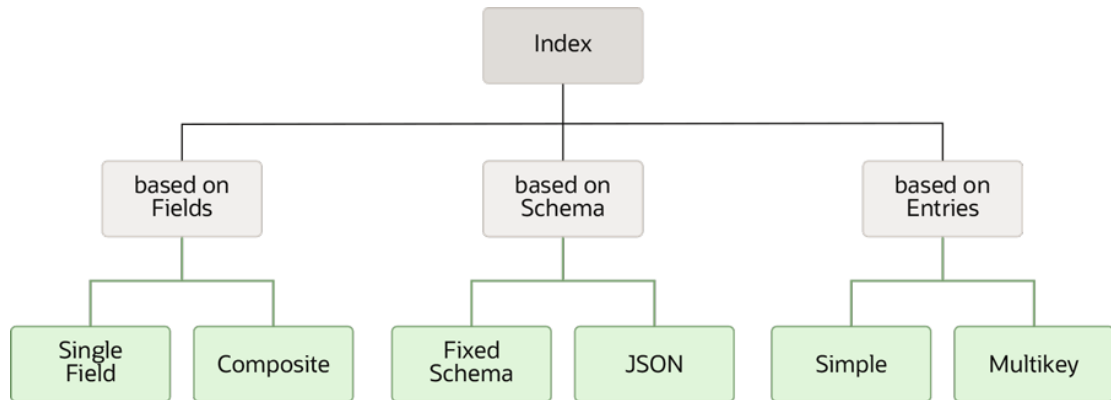 Index
based on
Fields
based on
Schema
based on
Entries
Single
Field
Composite
Fixed
Schema
JSON
Simple
Multikey